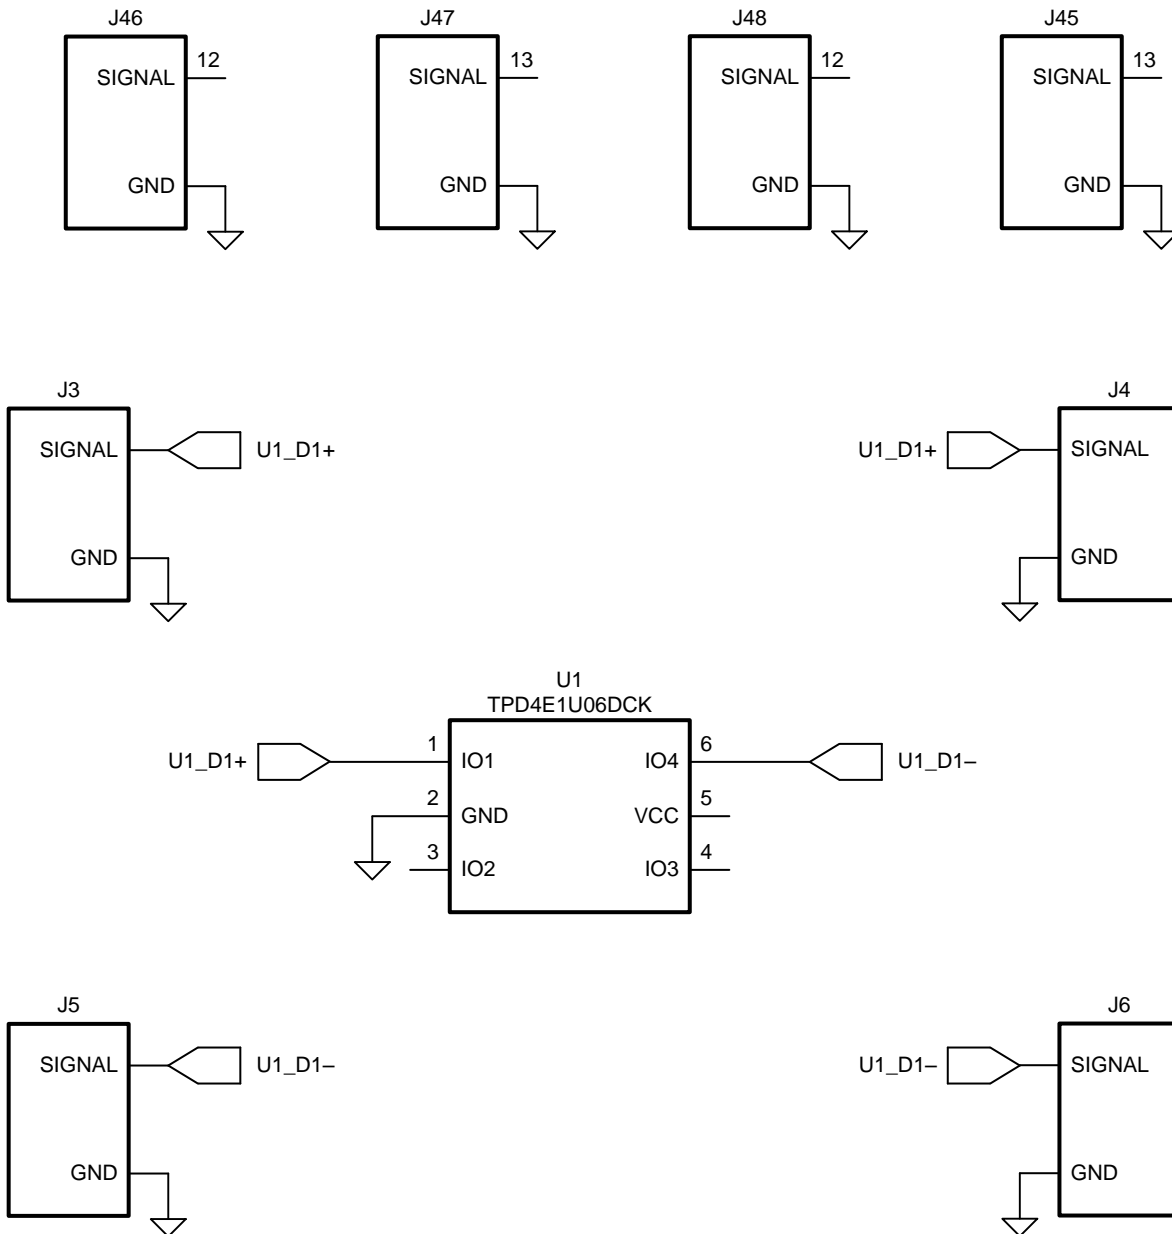 J46
J47
J48
J45
SIGNAL 12
SIGNAL 13
SIGNAL 12
SIGNAL 13
GND
GND
GND
GND
J3
J4
SIGNAL
U1_D1+
U1_D1+
SIGNAL
GND
GND
U1
TPD4E1U06DCK
U1_D1+
1
IO1
IO4
6
U1_D1–
2
GND
VCC
5
3
IO2
IO3
4
J5
J6
SIGNAL
U1_D1–
U1_D1–
SIGNAL
GND
GND